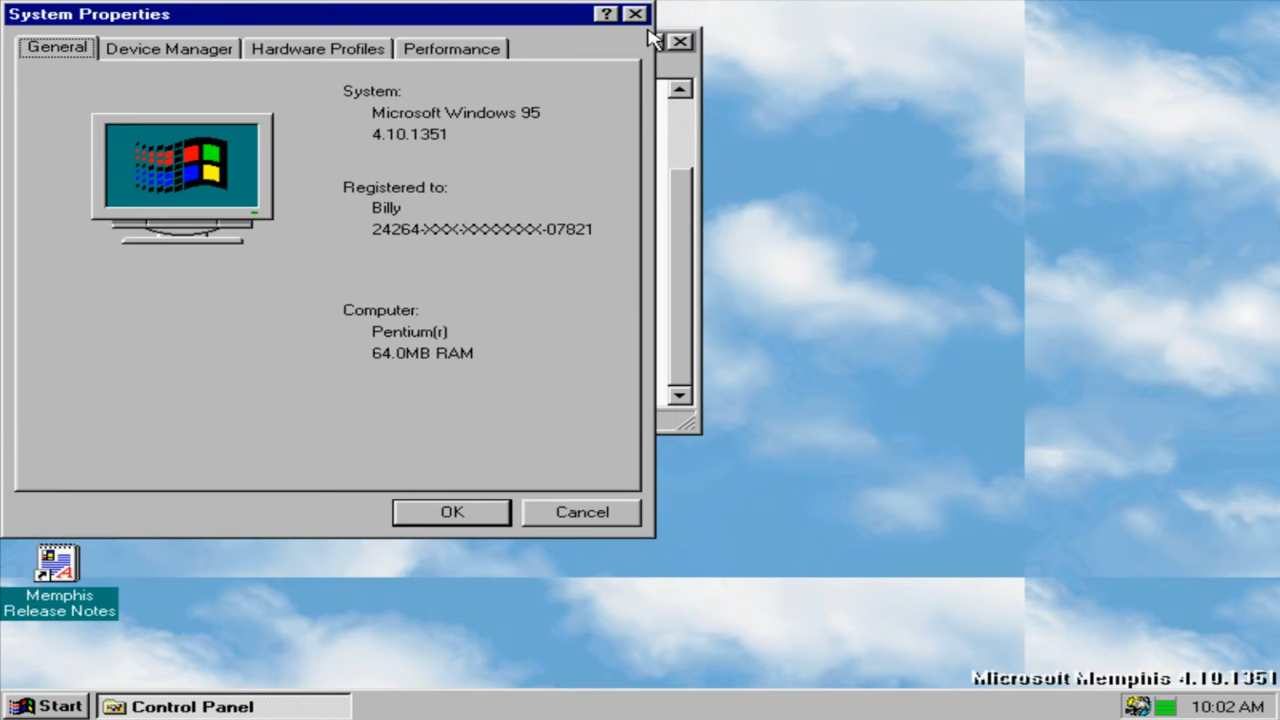 System Properties
General
Device Manager
Hardware Profiles
Performance
System:
Microsoft Windows 95
4.10.1351
Registered to:
Billy
24264-XXX-XXXXXXX-07821
Computer:
Pentium(r)
64.0MB RAM
OK
Cancel
Memphis
Release Notes
Microsoft Memphis 4.10.1351
Start
Control Panel
10:02 AM